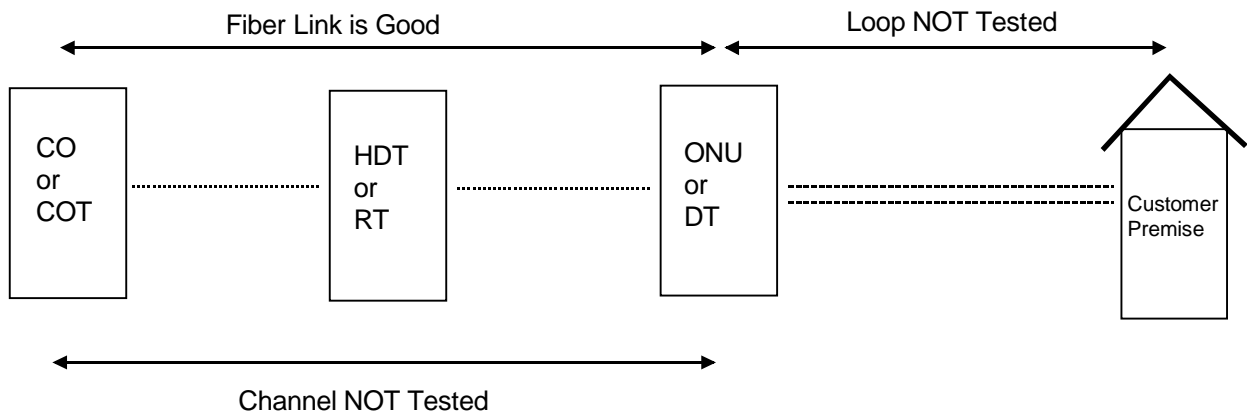 Fiber Link is Good
Loop NOT Tested
CO
or
COT
HDT
or
RT
ONU
or
DT
Customer
Premise
Channel NOT Tested